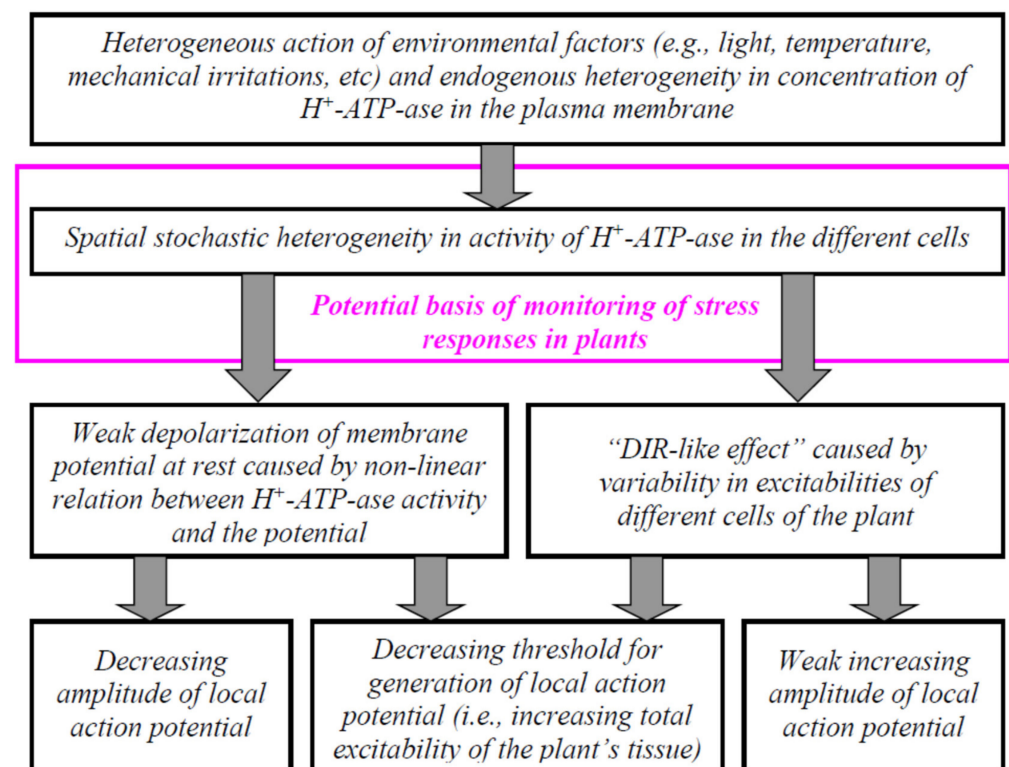 Heterogeneous action of environmental factors (e.g., light, temperature,
mechanical irritations, etc) and endogenous heterogeneity in concentration of
H⁺-ATP-ase in the plasma membrane
Spatial stochastic heterogeneity in activity of H⁺-ATP-ase in the different cells
Potential basis of monitoring of stress
responses in plants
Weak depolarization of membrane
potential at rest caused by non-linear
relation between H⁺-ATP-ase activity
and the potential
“DIR-like effect” caused by
variability in excitabilities of
different cells of the plant
Decreasing
amplitude of local
action potential
Decreasing threshold for
generation of local action
potential (i.e., increasing total
excitability of the plant’s tissue)
Weak increasing
amplitude of local
action potential